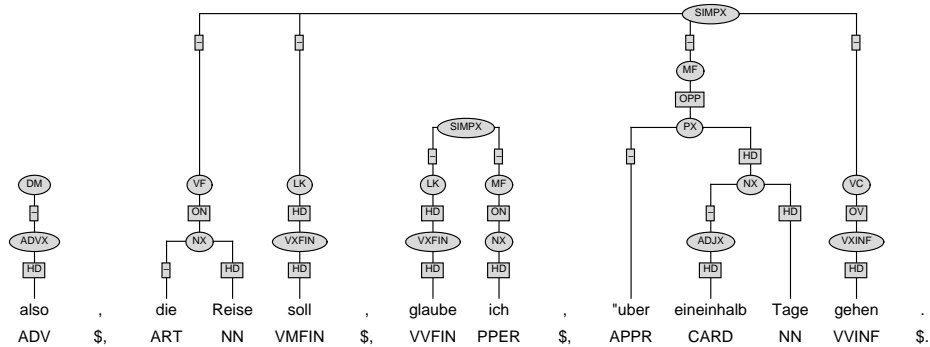 SIMPX
– – – –
MF
OPP
SIMPX PX
– – – HD
DM VF LK LK MF NX VC
– ON HD HD ON – HD OV
ADVX NX VXFIN VXFIN NX ADJX VXINF
HD – HD HD HD HD HD HD
also , die Reise soll , glaube ich , "uber eineinhalb Tage gehen .
ADV $, ART NN VMFIN $, VVFIN PPER $, APPR CARD NN VVINF $.